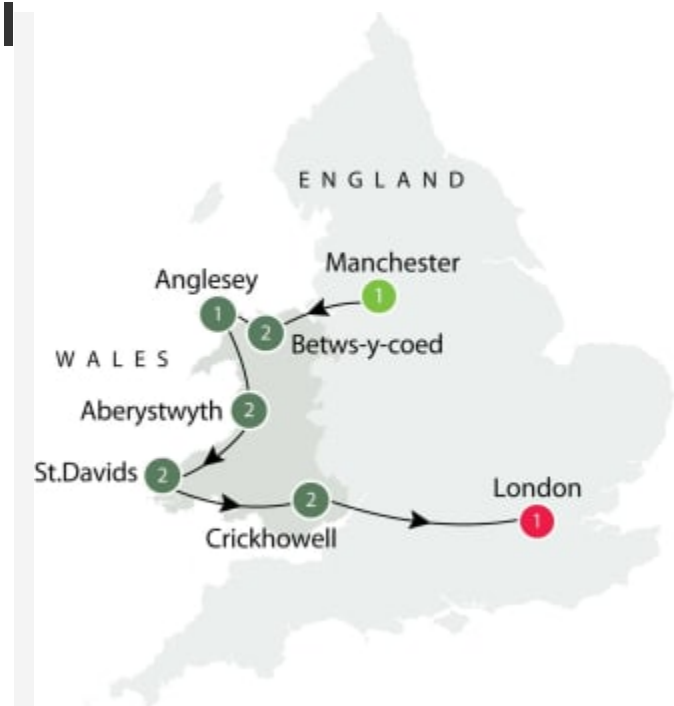 ENGLAND
Manchester
1
Anglesey
1
2
Betws-y-coed
WALES
Aberystwyth
2
St.Davids
2
2
Crickhowell
London
1